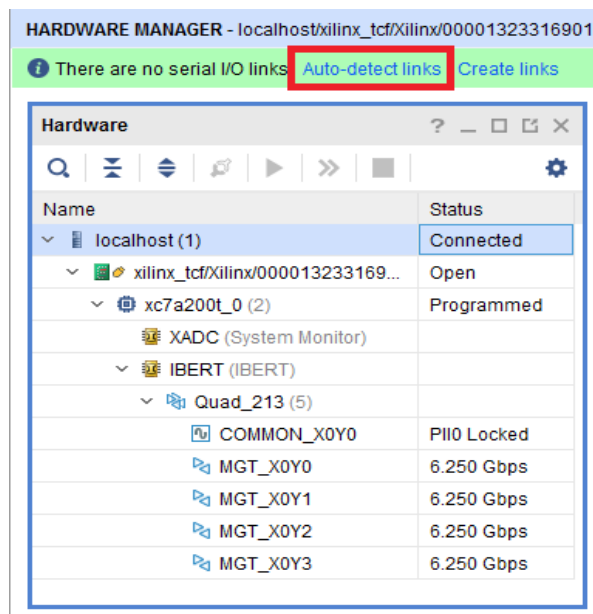 HARDWARE MANAGER - localhost/xilinx_tcf/Xilinx/00001323316901
There are no serial I/O links Auto-detect links Create links
Hardware
Name Status
localhost (1) Connected
xilinx_tcf/Xilinx/000013233169... Open
xc7a200t_0 (2) Programmed
XADC (System Monitor)
IBERT (IBERT)
Quad_213 (5)
COMMON_X0Y0 Pll0 Locked
MGT_X0Y0 6.250 Gbps
MGT_X0Y1 6.250 Gbps
MGT_X0Y2 6.250 Gbps
MGT_X0Y3 6.250 Gbps